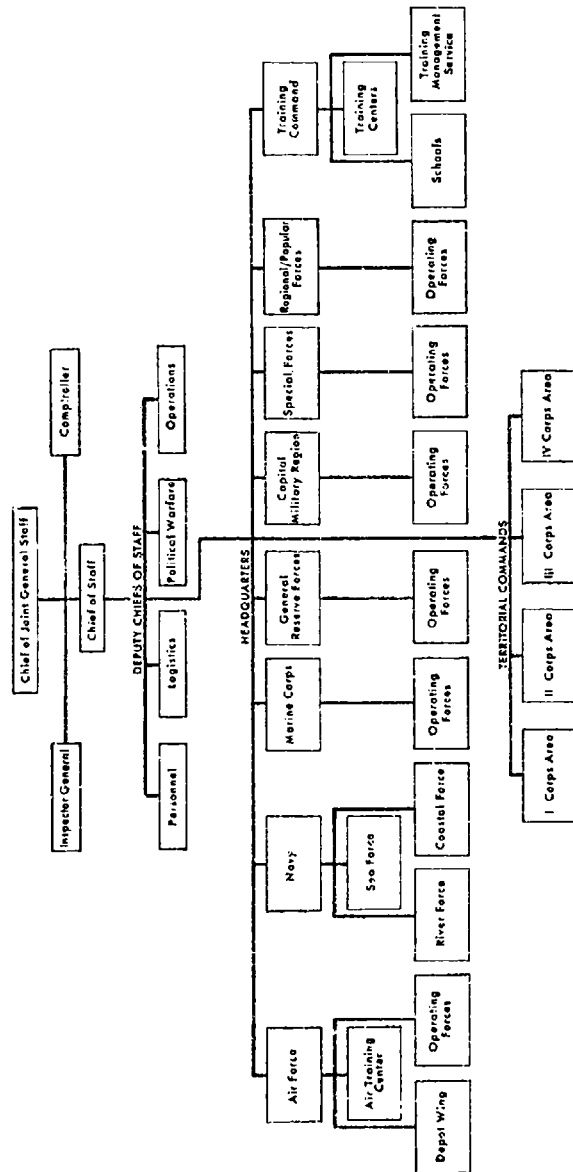 Chief of Joint General Staff
Inspector General
Comptroller
Chief of Staff
DEPUTY CHIEFS OF STAFF
Personnel
Logistics
Political Warfare
Operations
HEADQUARTERS
Air Force
Navy
Marine Corps
General
Reserve Forces
Capital
Military Region
Special Forces
Regional/Popular
Forces
Training
Command
Air Training
Center
Sea Force
Training
Centers
Depot Wing
Operating
Forces
River Force
Coastal Force
Operating
Forces
Operating
Forces
Operating
Forces
Operating
Forces
Operating
Forces
Schools
Training
Management
Service
TERRITORIAL COMMANDS
I Corps Area
II Corps Area
III Corps Area
IV Corps Area